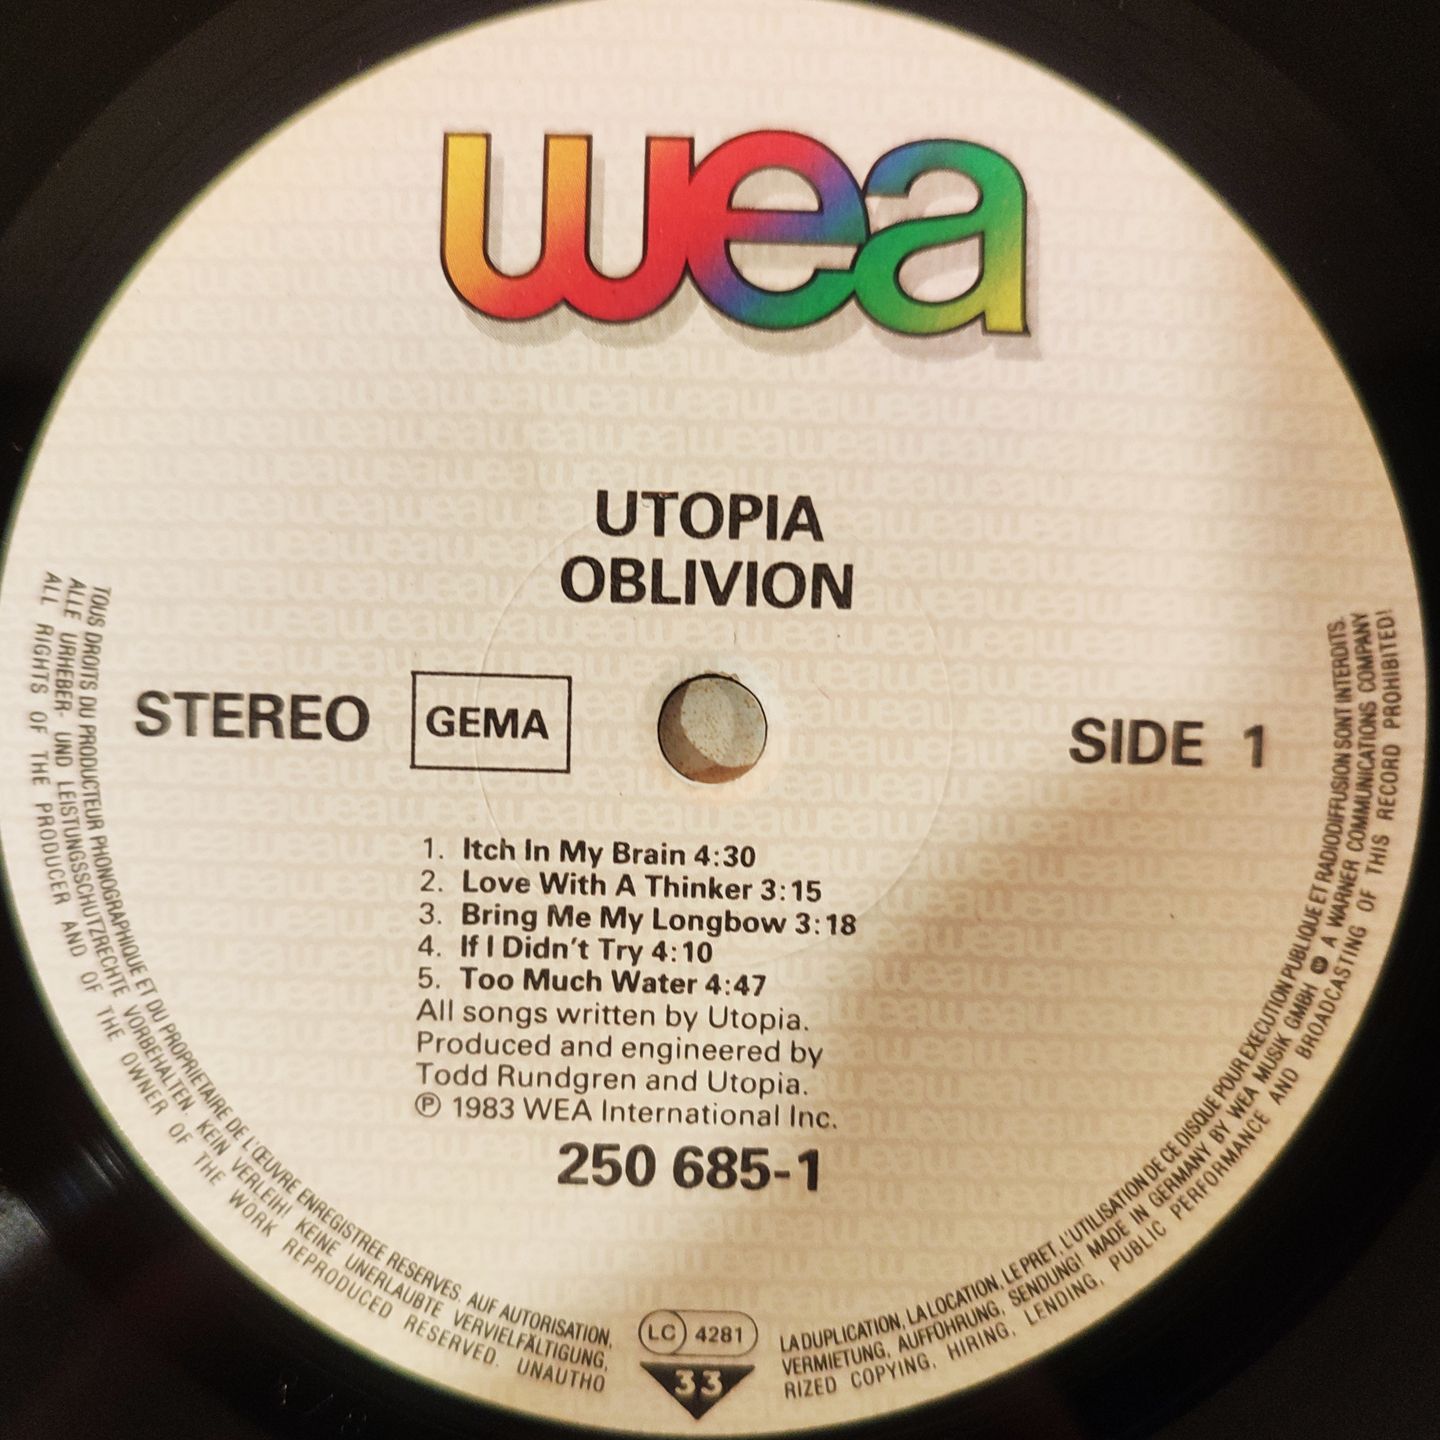 wea
UTOPIA
OBLIVION
STEREO GEMA SIDE 1
1. Itch In My Brain 4:30
2. Love With A Thinker 3:15
3. Bring Me My Longbow 3:18
4. If I Didn't Try 4:10
5. Too Much Water 4:47
All songs written by Utopia.
Produced and engineered by
Todd Rundgren and Utopia.
℗ 1983 WEA International Inc.
250 685-1
LC 4281
33
TOUS DROITS DU PRODUCTEUR PHONOGRAPHIQUE ET DU PROPRIETAIRE DE L'ŒUVRE ENREGISTREE RESERVES. AUF AUTORISATION, LA DUPLICATION, LA LOCATION, LE PRET, L'UTILISATION DE CE DISQUE POUR EXECUTION PUBLIQUE ET RADIODIFFUSION SONT INTERDITS.
ALLE URHEBER- UND LEISTUNGSSCHUTZRECHTE VORBEHALTEN KEIN VERLEIH! KEINE UNERLAUBTE VERVIELFÄLTIGUNG, VERMIETUNG, AUFFÜHRUNG, SENDUNG! MADE IN GERMANY BY WEA MUSIK GMBH A WARNER COMMUNICATIONS COMPANY
ALL RIGHTS OF THE PRODUCER AND OF THE OWNER OF THE WORK REPRODUCED RESERVED. UNAUTHORIZED COPYING, HIRING, LENDING, PUBLIC PERFORMANCE AND BROADCASTING OF THIS RECORD PROHIBITED!